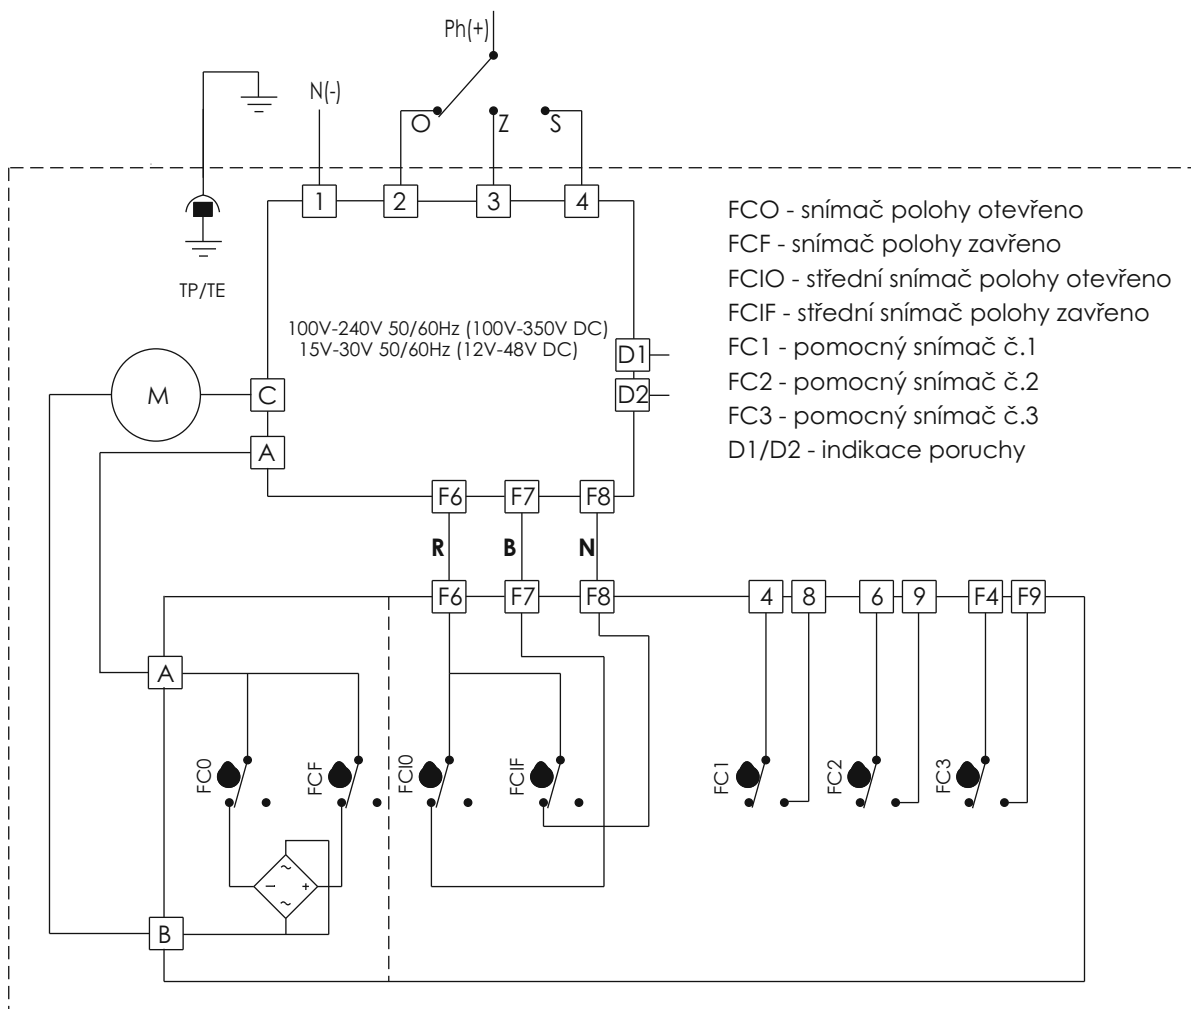 Ph(+)
N(-)
O
Z
S
1
2
3
4
TP/TE
FCO - snímač polohy otevřeno
FCF - snímač polohy zavřeno
FCIO - střední snímač polohy otevřeno
FCIF - střední snímač polohy zavřeno
FC1 - pomocný snímač č.1
FC2 - pomocný snímač č.2
FC3 - pomocný snímač č.3
D1/D2 - indikace poruchy
100V-240V 50/60Hz (100V-350V DC)
15V-30V 50/60Hz (12V-48V DC)
D1
D2
M
C
A
F6
F7
F8
R
B
N
F6
F7
F8
4
8
6
9
F4
F9
A
FC0
FCF
FCI0
FCIF
FC1
FC2
FC3
~
- +
~
B